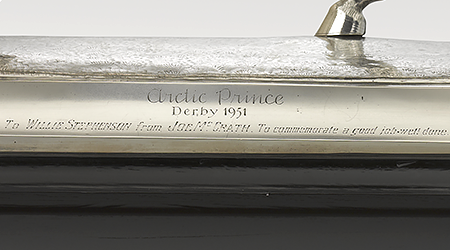 Arctic Prince
Derby 1951
To WILLIE STEPHENSON from JOE McGRATH. To commemorate a good job-well done.